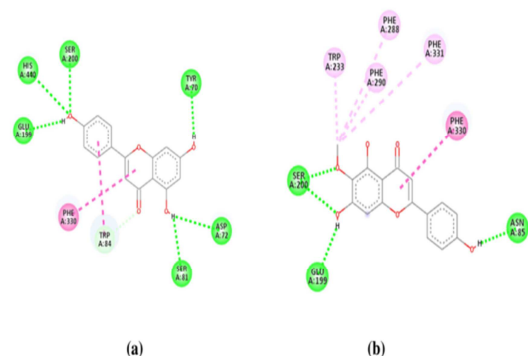 SER
A:200
HIS
A:440
GLU
A:199
TYR
A:70
PHE
A:330
TRP
A:84
ASP
A:72
SER
A:81
H
O
O
H
O
H
O
(a)
PHE
A:288
PHE
A:331
TRP
A:233
PHE
A:290
PHE
A:330
SER
A:200
GLU
A:199
ASN
A:85
O
O
O
H
O
H
(b)